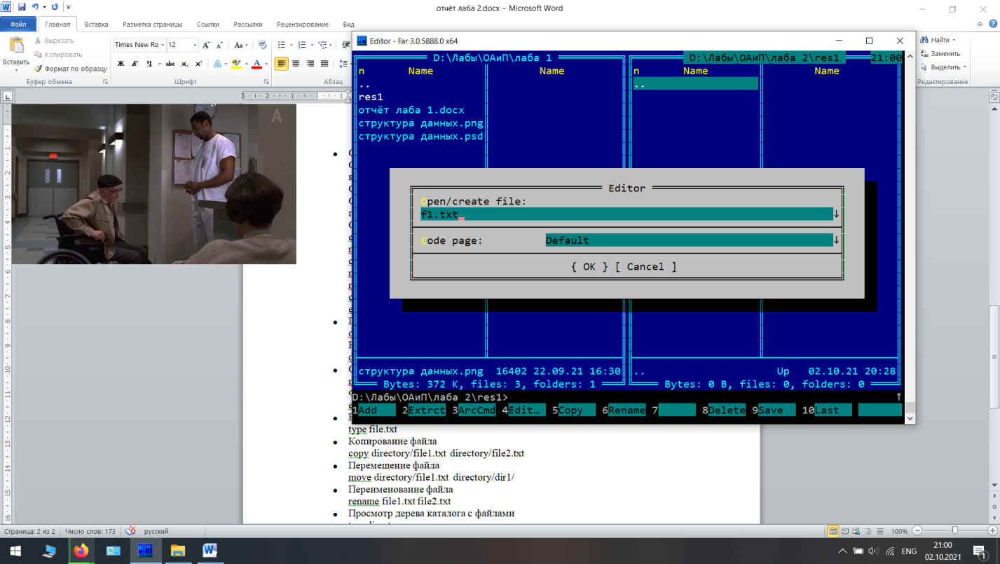 отчёт лаба 2.docx - Microsoft Word
Файл Главная Вставка Разметка страницы Ссылки Рассылки Рецензирование Вид
Вставить
Вырезать
Копировать
Формат по образцу
Буфер обмена
Times New Ro 12
Ж К Ч abc x₂ x²
Шрифт
Абзац
Найти
Заменить
Выделить
Редактирование
A
Editor - Far 3.0.5888.0 x64
D:\Лабы\ОАиП\лаба 1 D:\Лабы\ОАиП\лаба 2\res1 21:00
n Name Name n Name Name
.. ..
res1
отчёт лаба 1.docx
структура данных.png
структура данных.psd
Editor
Open/create file:
f1.txt
Code page: Default
{ OK } [ Cancel ]
структура данных.png 16402 22.09.21 16:30 .. Up 02.10.21 20:28
Bytes: 372 K, files: 3, folders: 1 Bytes: 0 B, files: 0, folders: 0
D:\Лабы\ОАиП\лаба 2\res1>
1Add 2Extrct 3ArcCmd 4Edit… 5Copy 6Rename 7 8Delete 9Save 10Last
type file.txt
Копирование файла
copy directory/file1.txt directory/file2.txt
Перемещение файла
move directory/file1.txt directory/dir1/
Переименование файла
rename file1.txt file2.txt
Просмотр дерева каталога с файлами
Страница: 2 из 2 Число слов: 173 русский 100%
ENG 21:00
02.10.2021